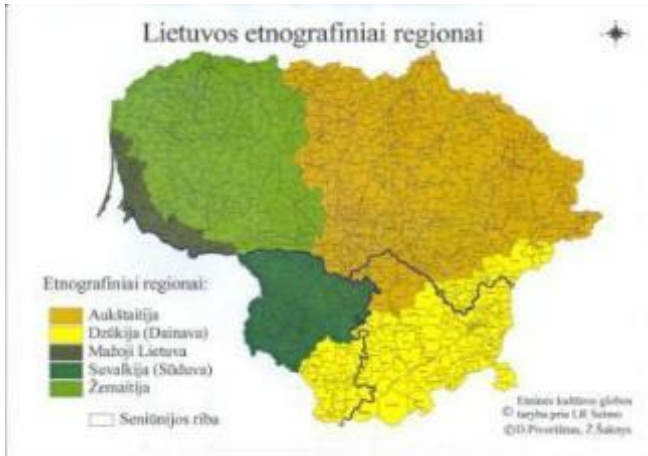 Lietuvos etnografiniai regionai
Etnografiniai regionai:
Aukštaitija
Dzūkija (Dainava)
Mažoji Lietuva
Suvalkija (Sūduva)
Žemaitija
Seniūnijos riba
Etninės kultūros globos
© taryba prie LR Seimo
©D.Pivoriūnas, Ž.Šaknys